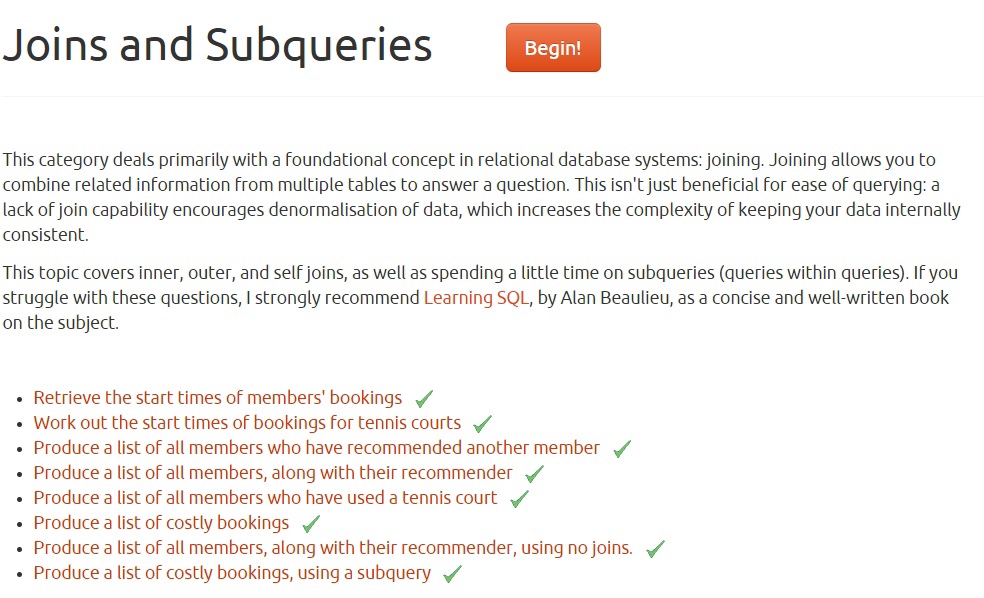 Joins and Subqueries
Begin!
This category deals primarily with a foundational concept in relational database systems: joining. Joining allows you to
combine related information from multiple tables to answer a question. This isn't just beneficial for ease of querying: a
lack of join capability encourages denormalisation of data, which increases the complexity of keeping your data internally
consistent.
This topic covers inner, outer, and self joins, as well as spending a little time on subqueries (queries within queries). If you
struggle with these questions, I strongly recommend Learning SQL, by Alan Beaulieu, as a concise and well-written book
on the subject.
• Retrieve the start times of members' bookings
• Work out the start times of bookings for tennis courts
• Produce a list of all members who have recommended another member
• Produce a list of all members, along with their recommender
• Produce a list of all members who have used a tennis court
• Produce a list of costly bookings
• Produce a list of all members, along with their recommender, using no joins.
• Produce a list of costly bookings, using a subquery